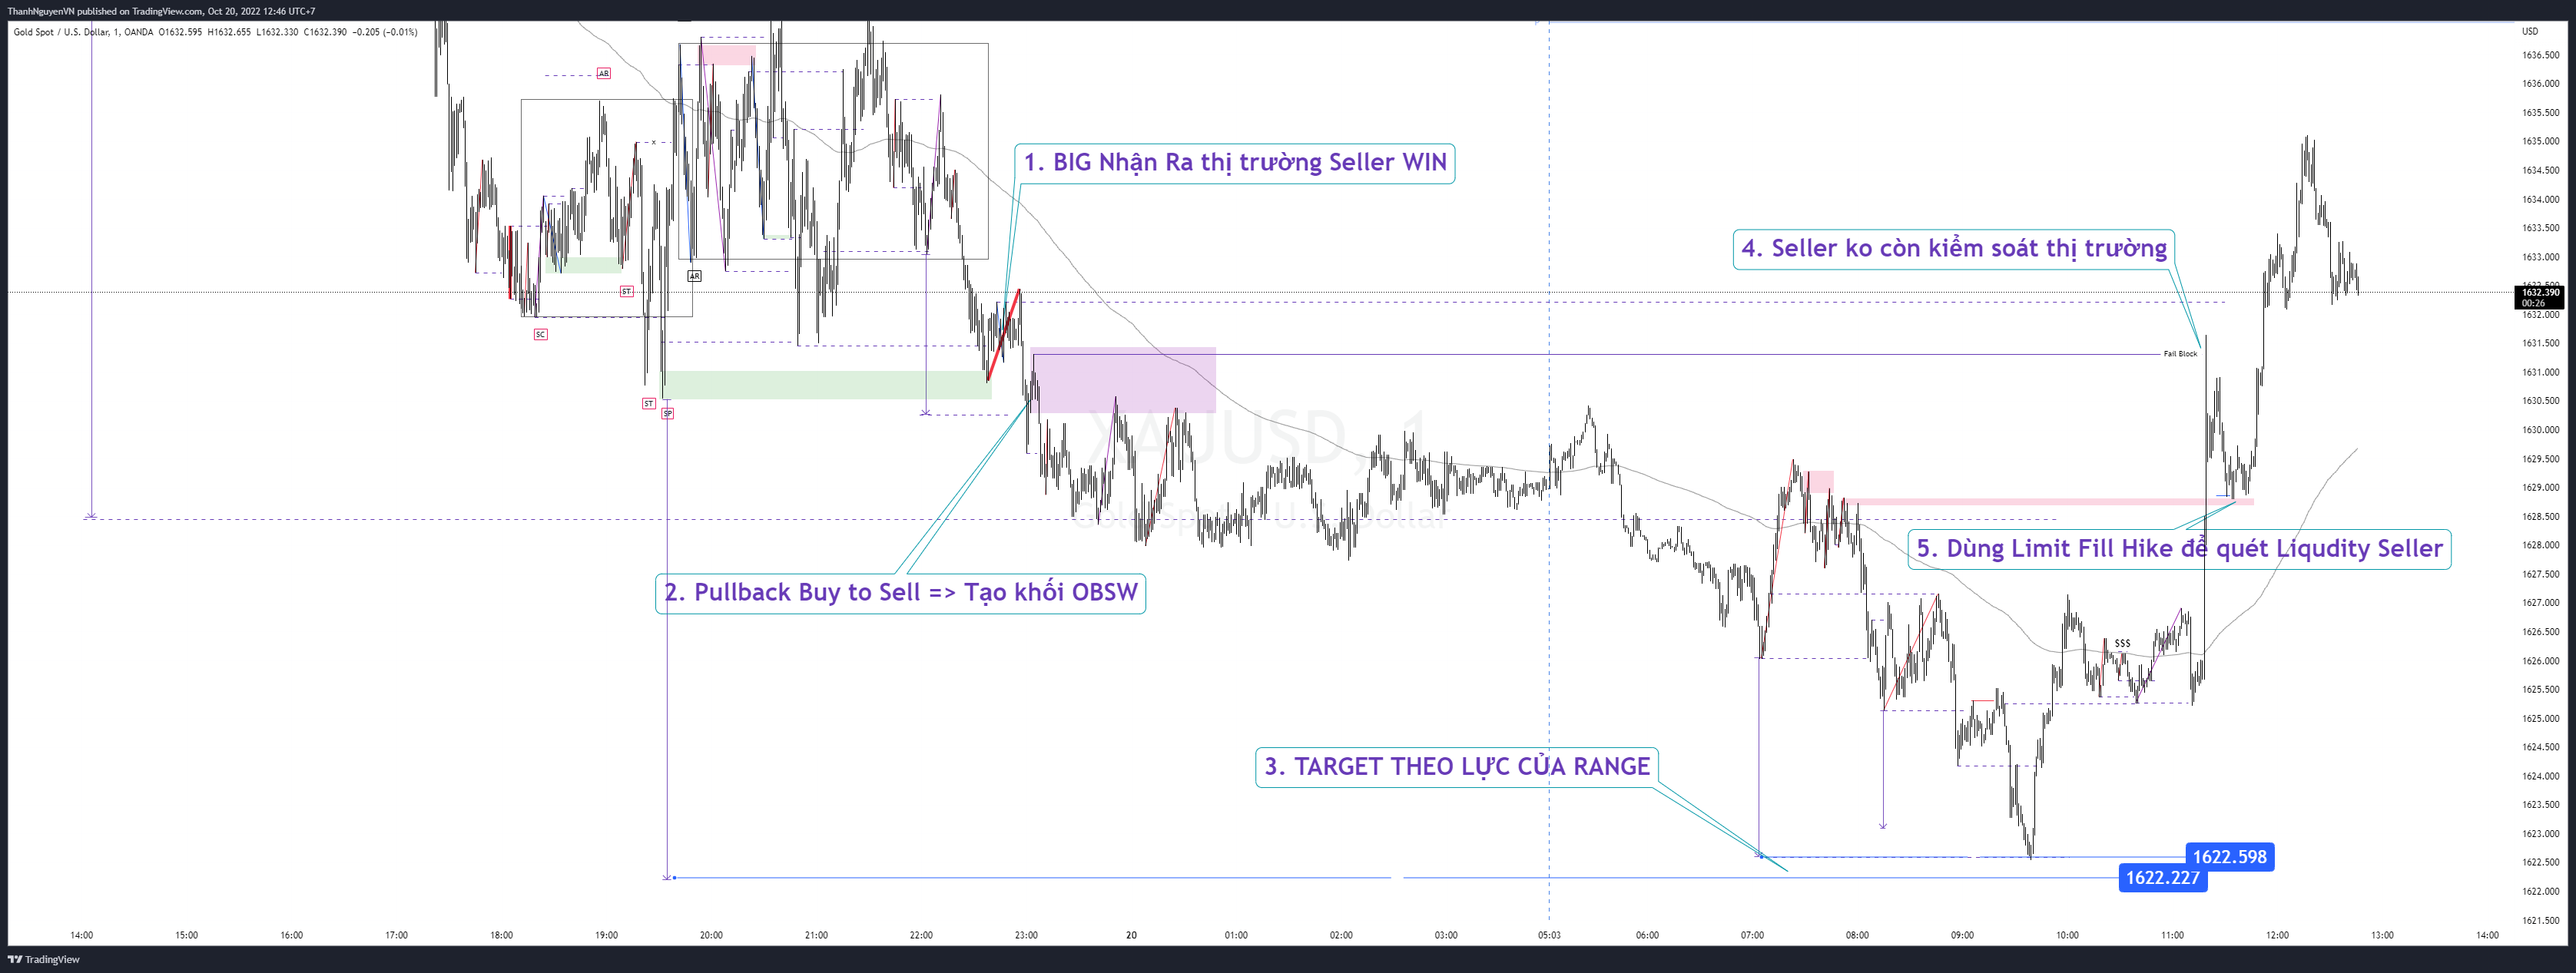 ThanhNguyenVN published on TradingView.com, Oct 20, 2022 12:46 UTC+7
Gold Spot / U.S. Dollar, 1, OANDA O1632.595 H1632.655 L1632.330 C1632.390 −0.205 (−0.01%)
USD
AR
x
1. BIG Nhận Ra thị trường Seller WIN
4. Seller ko còn kiểm soát thị trường
AR
ST
SC
Fail Block
ST
SP
XAUUSD, 1
Gold Spot / U.S. Dollar
5. Dùng Limit Fill Hike để quét Liqudity Seller
2. Pullback Buy to Sell => Tạo khối OBSW
$$$
3. TARGET THEO LỰC CỦA RANGE
1622.598
1622.227
1636.500
1636.000
1635.500
1635.000
1634.500
1634.000
1633.500
1633.000
1632.390
00:26
1632.000
1631.500
1631.000
1630.500
1630.000
1629.500
1629.000
1628.500
1628.000
1627.500
1627.000
1626.500
1626.000
1625.500
1625.000
1624.500
1624.000
1623.500
1623.000
1622.500
1622.000
1621.500
14:00 15:00 16:00 17:00 18:00 19:00 20:00 21:00 22:00 23:00 20 01:00 02:00 03:00 05:03 06:00 07:00 08:00 09:00 10:00 11:00 12:00 13:00 14:00
TradingView